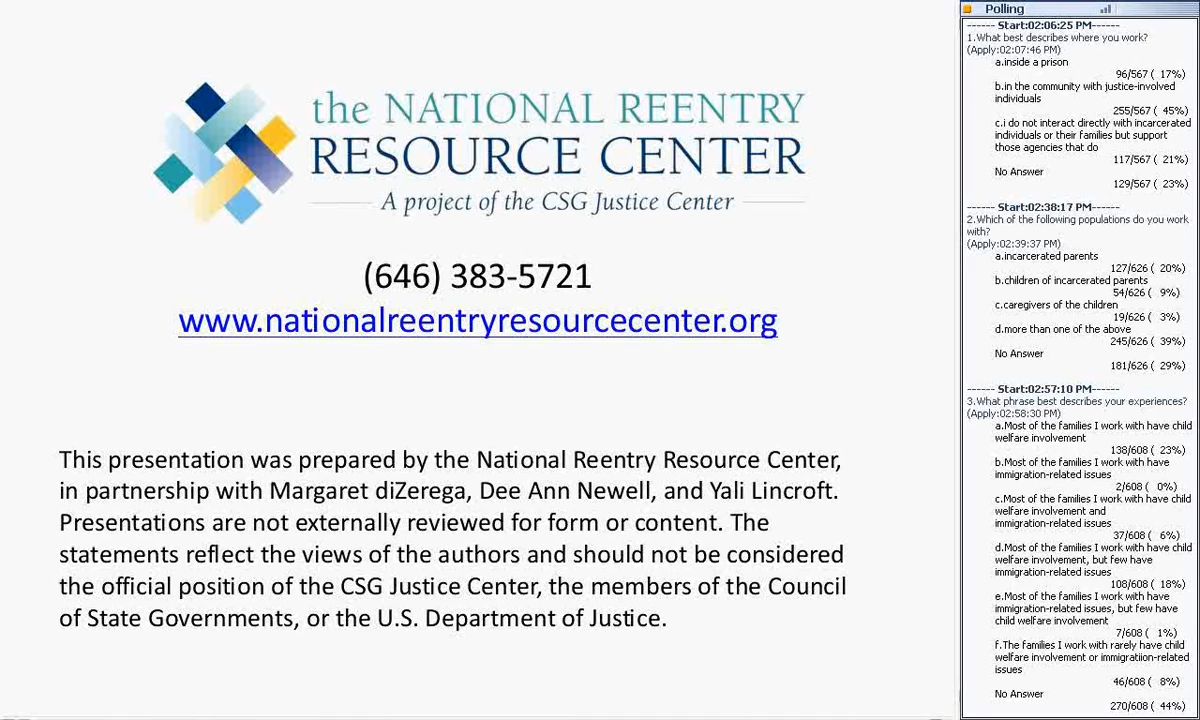 the NATIONAL REENTRY
RESOURCE CENTER
A project of the CSG Justice Center
(646) 383-5721
www.nationalreentryresourcecenter.org
This presentation was prepared by the National Reentry Resource Center,
in partnership with Margaret diZerega, Dee Ann Newell, and Yali Lincroft.
Presentations are not externally reviewed for form or content. The
statements reflect the views of the authors and should not be considered
the official position of the CSG Justice Center, the members of the Council
of State Governments, or the U.S. Department of Justice.
Polling
------ Start:02:06:25 PM------
1.What best describes where you work?
(Apply:02:07:46 PM)
a.inside a prison
96/567 ( 17%)
b.in the community with justice-involved
individuals
255/567 ( 45%)
c.i do not interact directly with incarcerated
individuals or their families but support
those agencies that do
117/567 ( 21%)
No Answer
129/567 ( 23%)
------ Start:02:38:17 PM------
2.Which of the following populations do you work
with?
(Apply:02:39:37 PM)
a.incarcerated parents
127/626 ( 20%)
b.children of incarcerated parents
54/626 ( 9%)
c.caregivers of the children
19/626 ( 3%)
d.more than one of the above
245/626 ( 39%)
No Answer
181/626 ( 29%)
------ Start:02:57:10 PM------
3.What phrase best describes your experiences?
(Apply:02:58:30 PM)
a.Most of the families I work with have child
welfare involvement
138/608 ( 23%)
b.Most of the families I work with have
immigration-related issues
2/608 ( 0%)
c.Most of the families I work with have child
welfare involvement and
immigration-related issues
37/608 ( 6%)
d.Most of the families I work with have child
welfare involvement, but few have
immigration-related issues
108/608 ( 18%)
e.Most of the families I work with have
immigration-related issues, but few have
child welfare involvement
7/608 ( 1%)
f.The families I work with rarely have child
welfare involvement or immigratiion-related
issues
46/608 ( 8%)
No Answer
270/608 ( 44%)